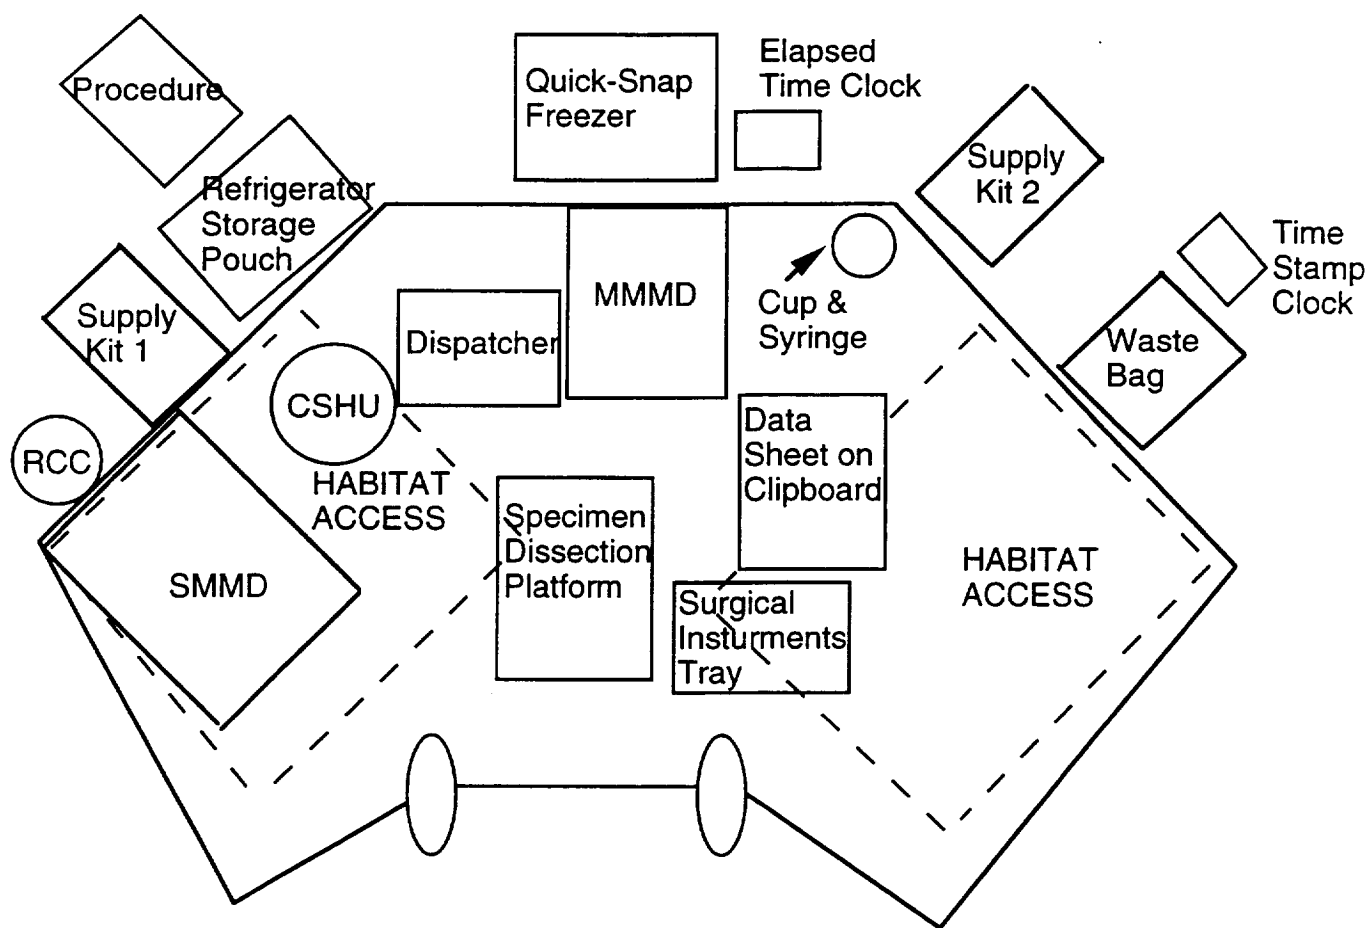 Procedure
Refrigerator
Storage
Pouch
Supply
Kit 1
RCC
Quick-Snap
Freezer
Elapsed
Time Clock
Supply
Kit 2
Time
Stamp
Clock
Waste
Bag
MMMD
Cup &
Syringe
Dispatcher
CSHU
HABITAT
ACCESS
SMMD
Specimen
Dissection
Platform
Data
Sheet on
Clipboard
Surgical
Insturments
Tray
HABITAT
ACCESS